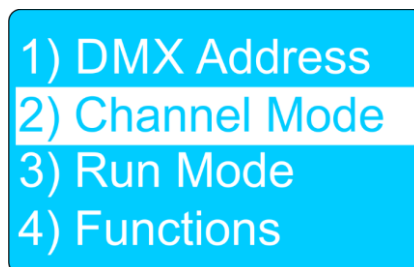 1) DMX Address
2) Channel Mode
3) Run Mode
4) Functions